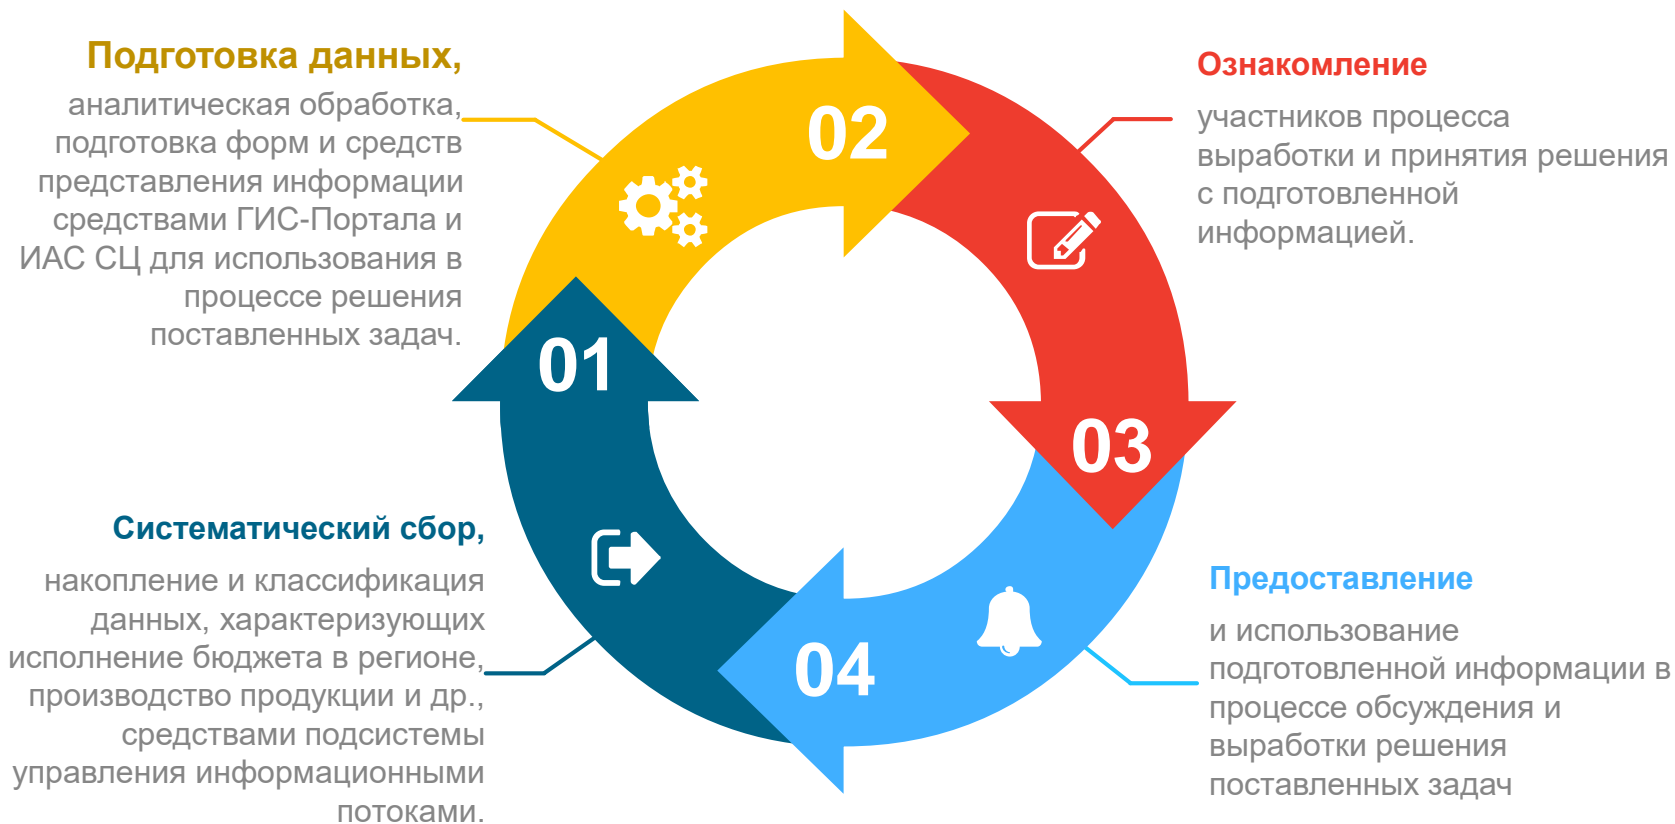 Подготовка данных,
аналитическая обработка,
подготовка форм и средств
представления информации
средствами ГИС-Портала и
ИАС СЦ для использования в
процессе решения
поставленных задач.
02
Ознакомление
участников процесса
выработки и принятия решения
с подготовленной
информацией.
01
03
Систематический сбор,
накопление и классификация
данных, характеризующих
исполнение бюджета в регионе,
производство продукции и др.,
средствами подсистемы
управления информационными
потоками.
04
Предоставление
и использование
подготовленной информации в
процессе обсуждения и
выработки решения
поставленных задач